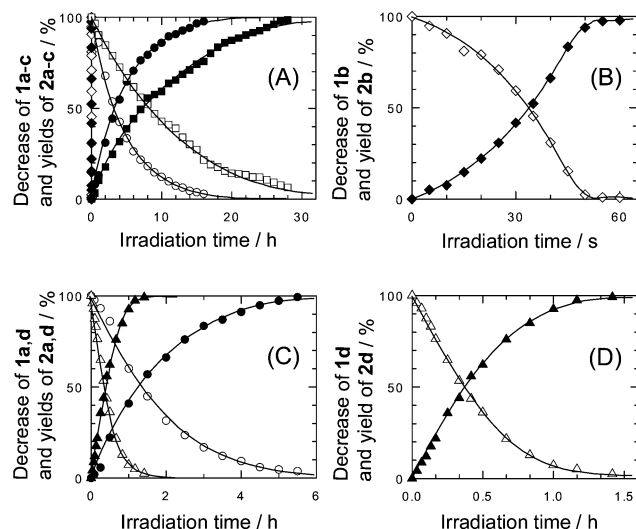 100
50
0
0 10 20 30
(A)
Decrease of 1a-c
and yields of 2a-c / %
Irradiation time / h
100
50
0
0 30 60
(B)
Decrease of 1b
and yield of 2b / %
Irradiation time / s
100
50
0
0 2 4 6
(C)
Decrease of 1a,d
and yields of 2a,d / %
Irradiation time / h
100
50
0
0.0 0.5 1.0 1.5
(D)
Decrease of 1d
and yield of 2d / %
Irradiation time / h